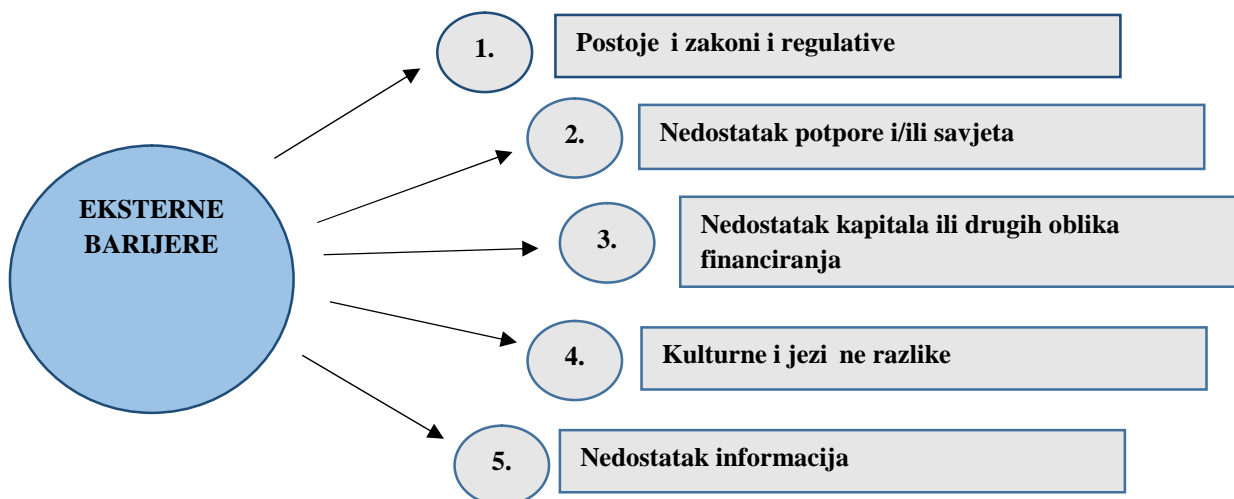 1.
Postoje  i zakoni i regulative
2.
Nedostatak potpore i/ili savjeta
EKSTERNE
BARIJERE
3.
Nedostatak kapitala ili drugih oblika
financiranja
4.
Kulturne i jezi  ne razlike
5.
Nedostatak informacija